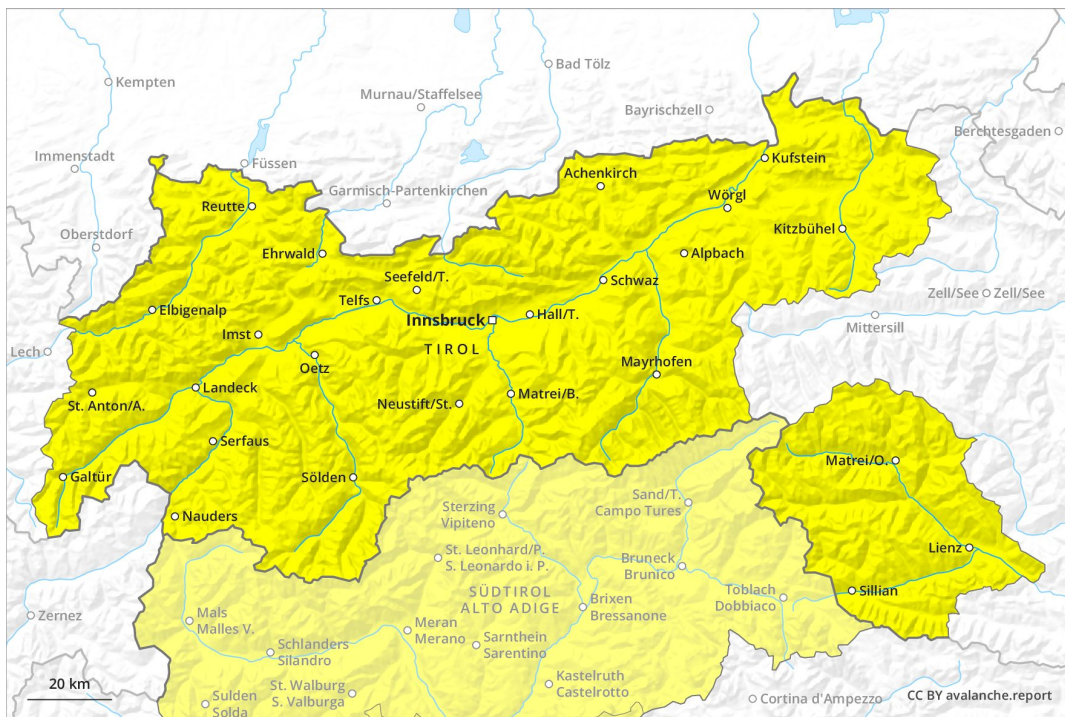 Kempten
Bad Tölz
Murnau/Staffelsee
Bayrischzell
Berchtesgaden
Immenstadt
Füssen
Kufstein
Achenkirch
Garmisch-Partenkirchen
Wörgl
Reutte
Oberstdorf
Kitzbühel
Ehrwald
Alpbach
Seefeld/T.
Schwaz
Telfs
Zell/See
Zell/See
Elbigenalp
Hall/T.
Innsbruck
Mittersill
Imst
TIROL
Lech
Oetz
Mayrhofen
Landeck
St. Anton/A.
Neustift/St.
Matrei/B.
Serfaus
Matrei/O.
Galtür
Sölden
Sand/T.
Campo Tures
Sterzing
Vipiteno
Nauders
Lienz
St. Leonhard/P.
S. Leonardo i. P.
Bruneck
Brunico
SÜDTIROL
ALTO ADIGE
Toblach
Dobbiaco
Sillian
Brixen
Bressanone
Zernez
Mals
Malles V.
Meran
Merano
Schlanders
Silandro
Sarnthein
Sarentino
Kastelruth
Castelrotto
20 km
St. Walburg
S. Valburga
Sulden
Solda
Cortina d'Ampezzo
CC BY avalanche.report